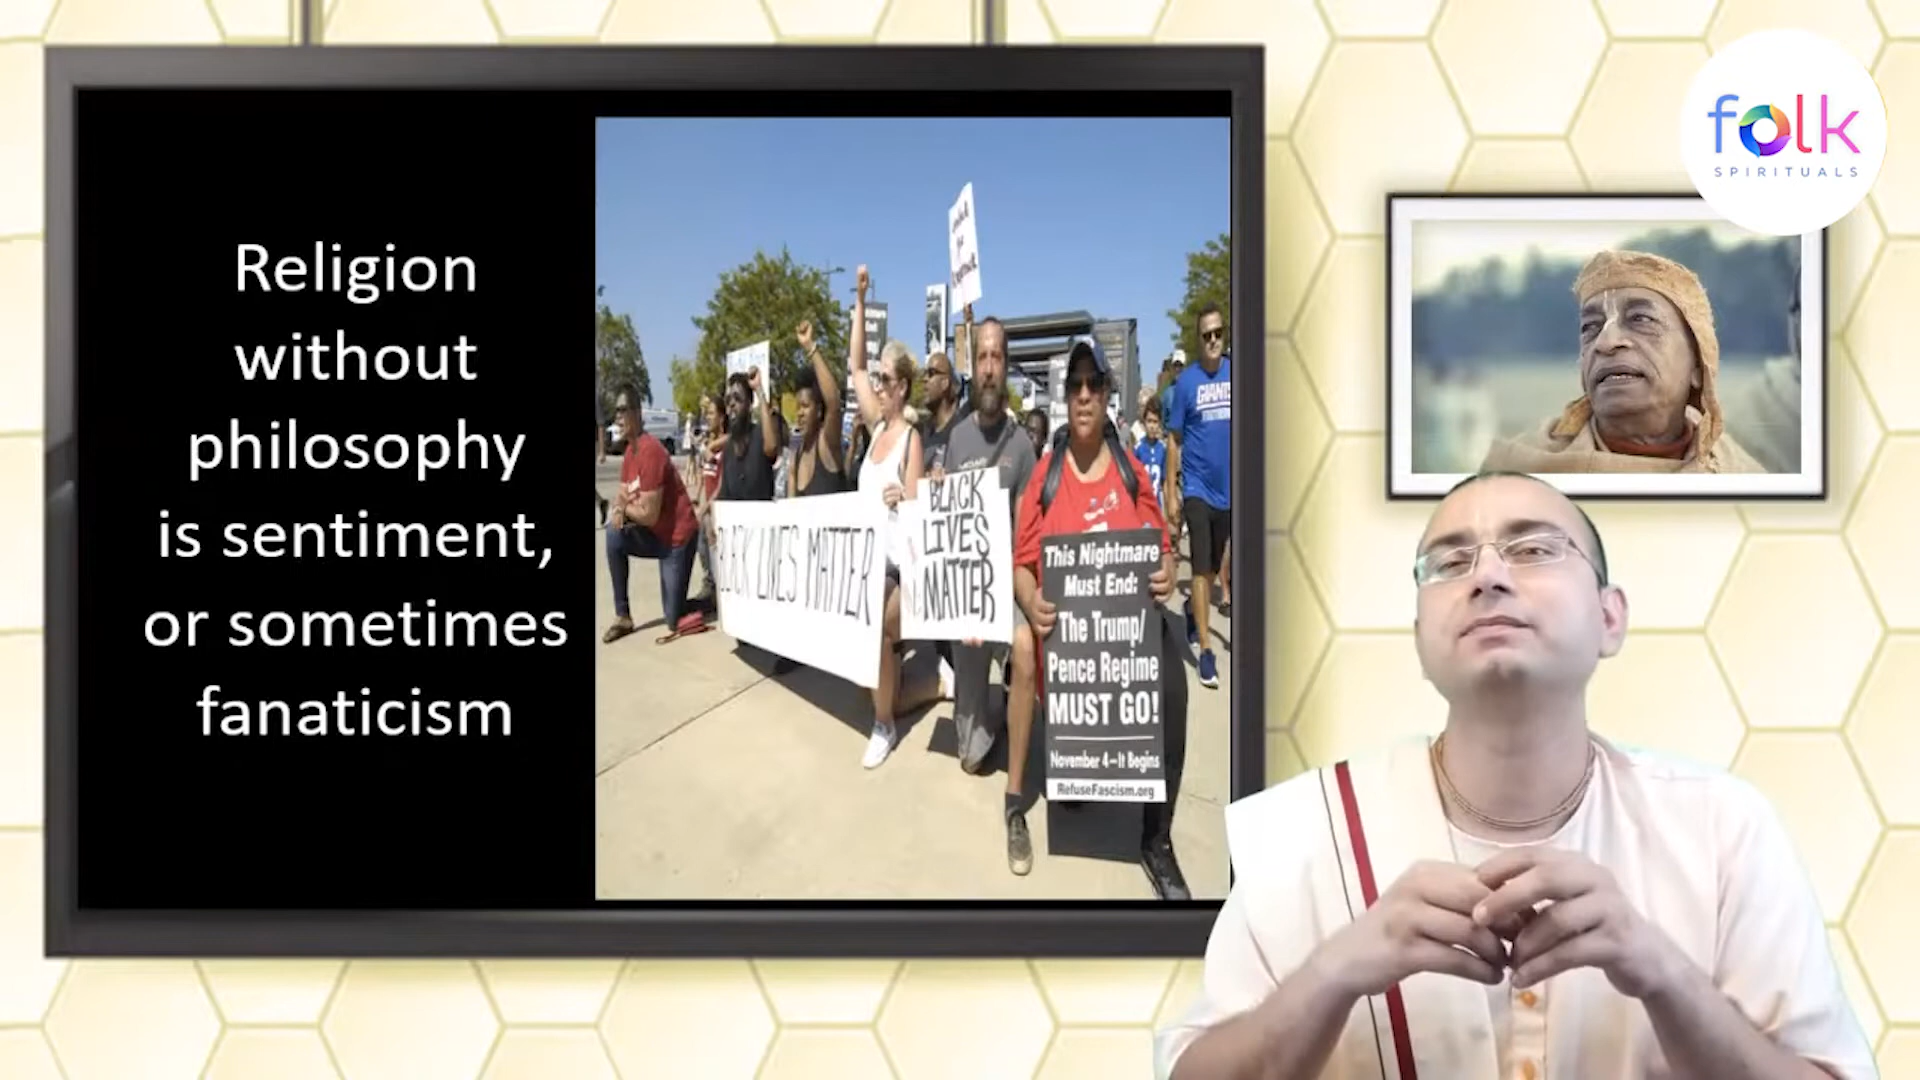 Religion
without
philosophy
is sentiment,
or sometimes
fanaticism
BLACK LIVES MATTER
BLACK
LIVES
MATTER
This Nightmare
Must End:
The Trump/
Pence Regime
MUST GO!
November 4–It Begins
RefuseFascism.org
GIANTS
folk
SPIRITUALS